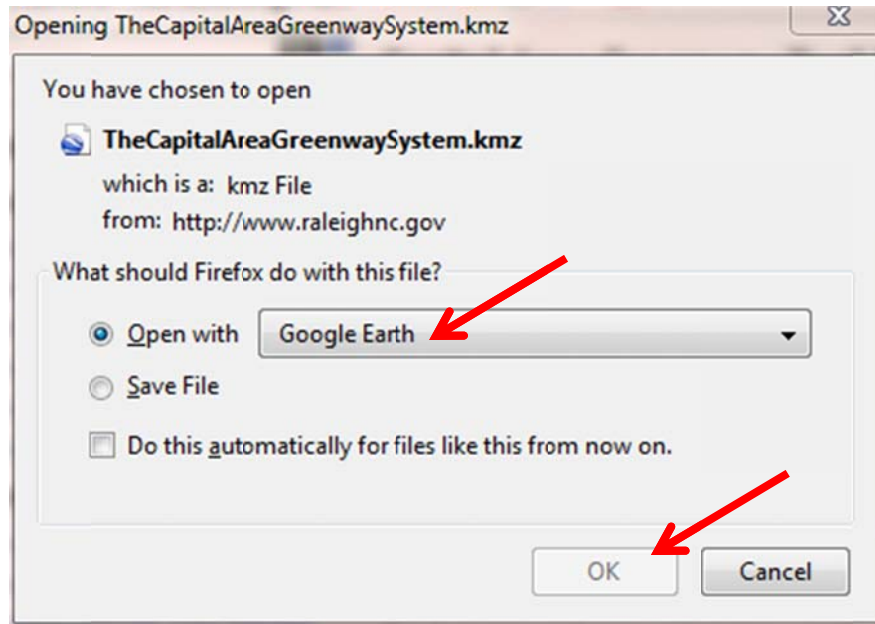 Opening TheCapitalAreaGreenwaySystem.kmz
You have chosen to open
TheCapitalAreaGreenwaySystem.kmz
which is a: kmz File
from: http://www.raleighnc.gov
What should Firefox do with this file?
Open with Google Earth
Save File
Do this automatically for files like this from now on.
OK Cancel